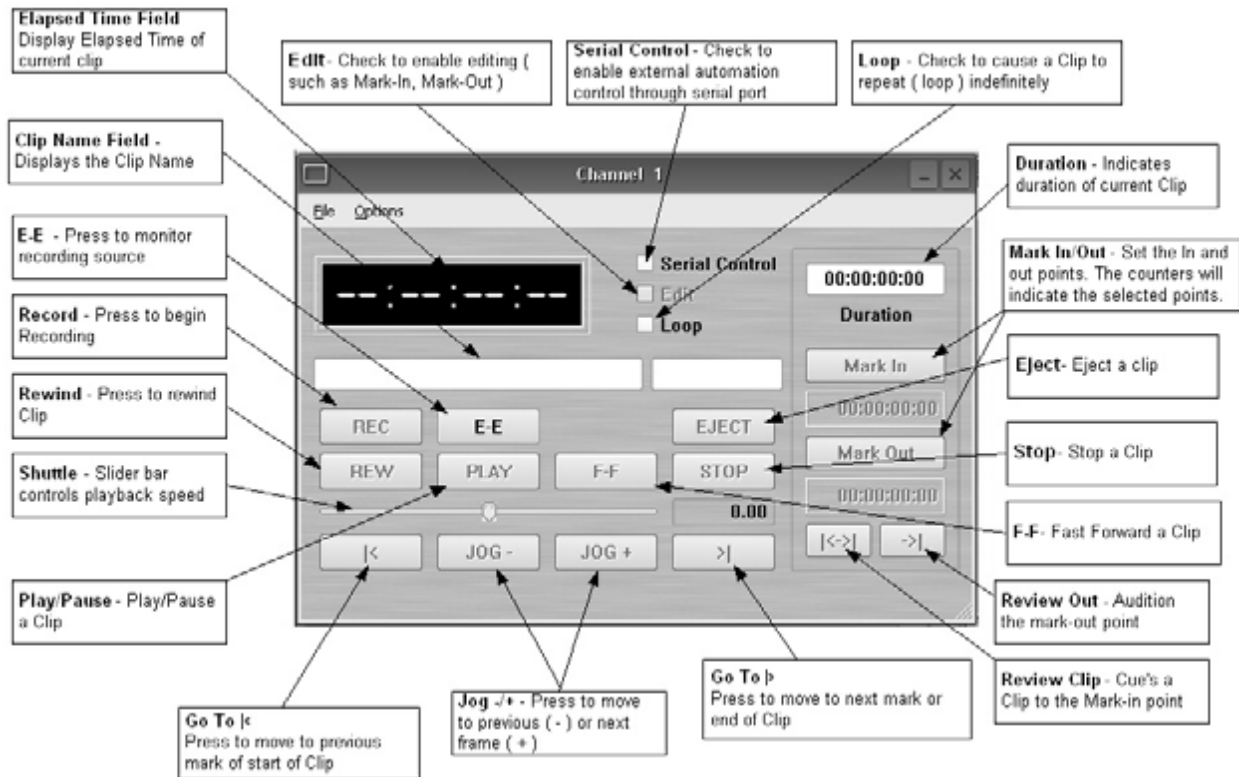 Elapsed Time Field
Display Elapsed Time of
current clip
Edit- Check to enable editing (
such as Mark-In, Mark-Out )
Serial Control - Check to
enable external automation
control through serial port
Loop - Check to cause a Clip to
repeat ( loop ) indefinitely
Clip Name Field -
Displays the Clip Name
Duration - Indicates
duration of current Clip
E-E - Press to monitor
recording source
Mark In/Out - Set the In and
out points. The counters will
indicate the selected points.
Record - Press to begin
Recording
Eject- Eject a clip
Rewind - Press to rewind
Clip
Stop- Stop a Clip
Shuttle - Slider bar
controls playback speed
F-F- Fast Forward a Clip
Play/Pause - Play/Pause
a Clip
Review Out - Audition
the mark-out point
Review Clip - Cue's a
Clip to the Mark-in point
Go To |<
Press to move to previous
mark of start of Clip
Jog -/+ - Press to move
to previous ( - ) or next
frame ( + )
Go To |>
Press to move to next mark or
end of Clip
Channel 1
File Options
--:--:--:--
Serial Control
Edit
Loop
00:00:00:00
Duration
Mark In
00:00:00:00
Mark Out
00:00:00:00
|<->| ->|
REC E-E EJECT
REW PLAY F-F STOP
0.00
|< JOG - JOG + >|